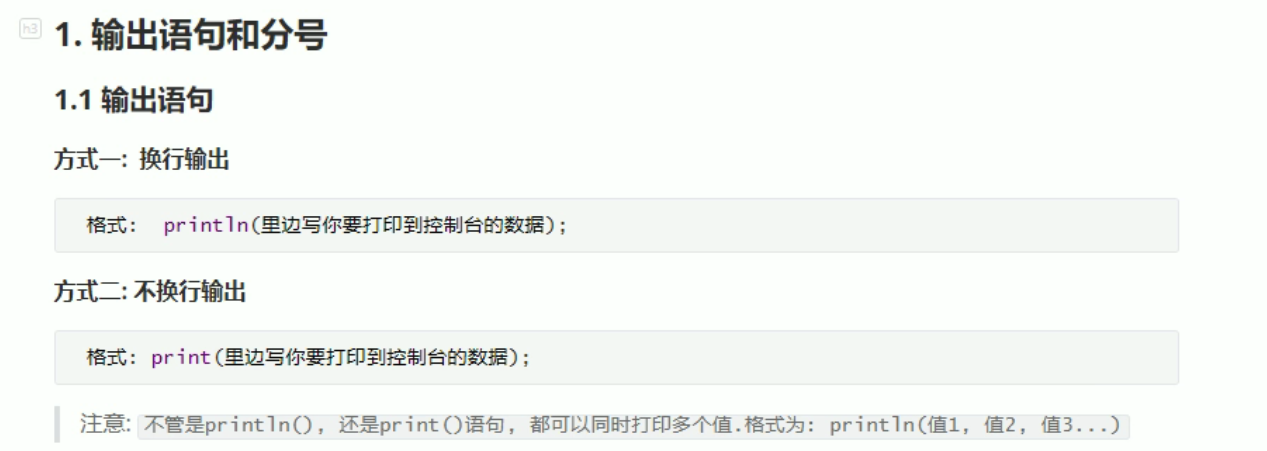 h3
1. 输出语句和分号
1.1 输出语句
方式一: 换行输出
格式: println(里边写你要打印到控制台的数据);
方式二: 不换行输出
格式: print(里边写你要打印到控制台的数据);
注意: 不管是println(), 还是print()语句, 都可以同时打印多个值.格式为: println(值1, 值2, 值3...)